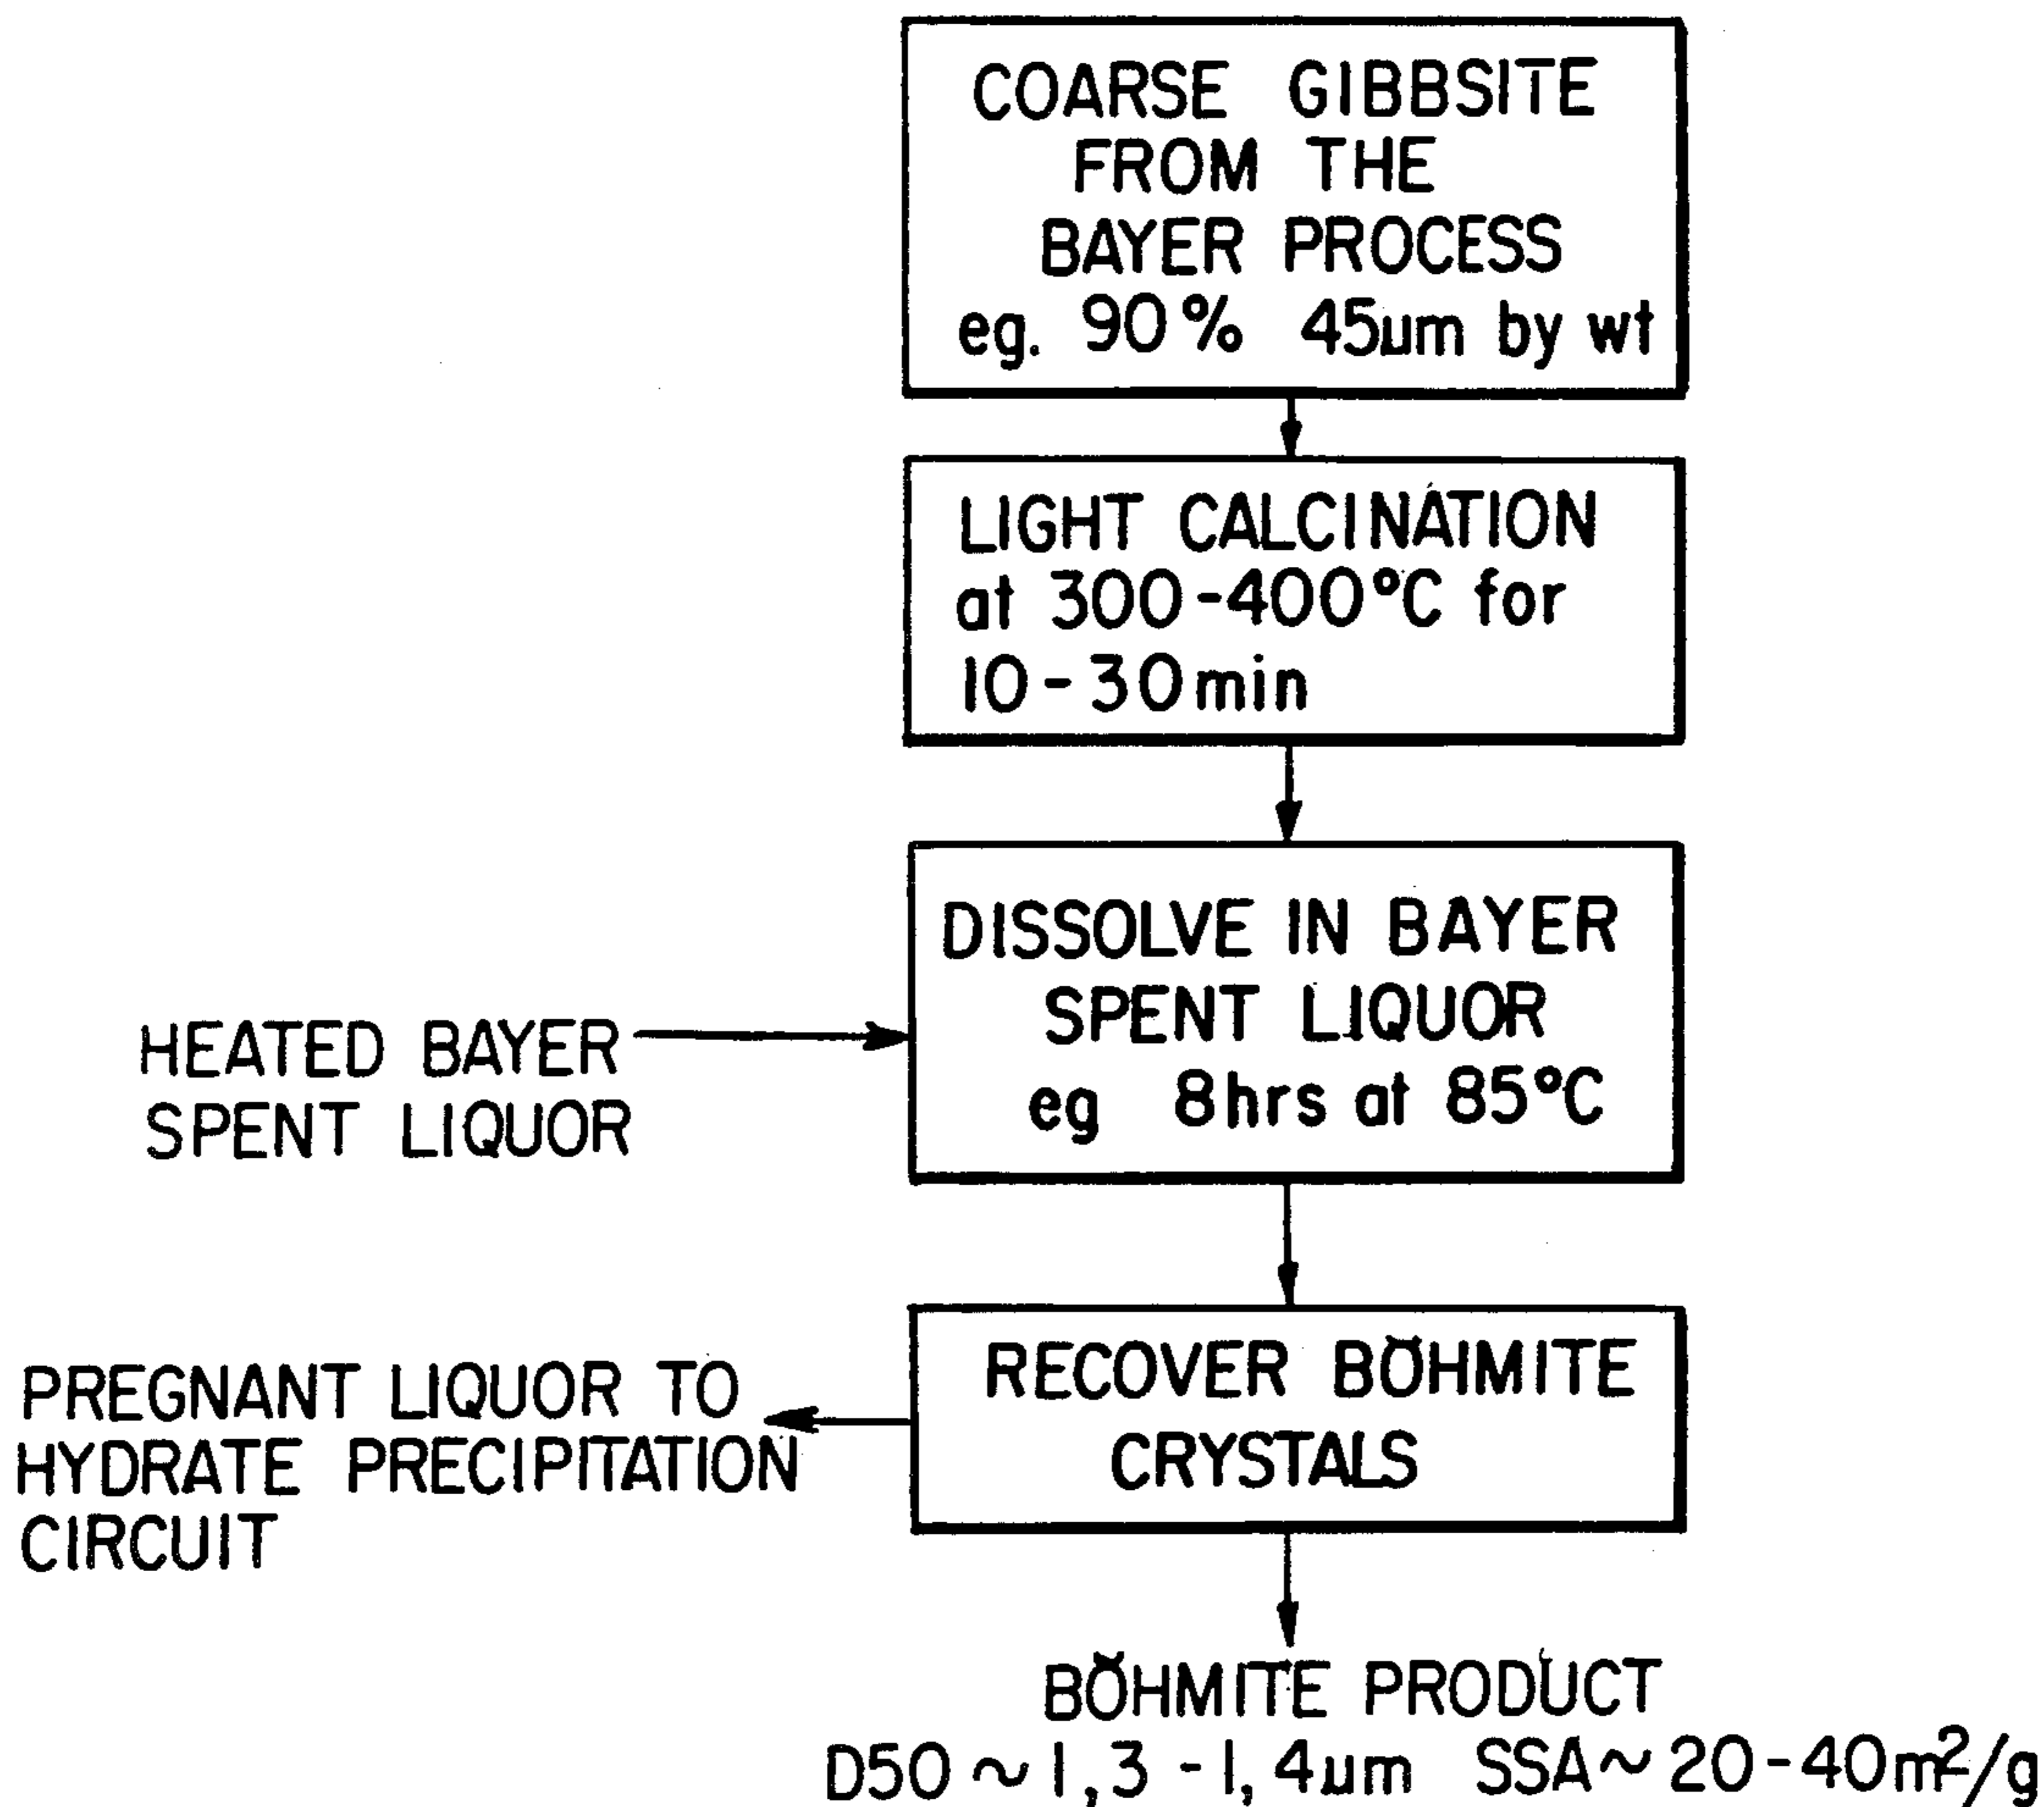 COARSE GIBBSITE
FROM THE
BAYER PROCESS
eg. 90% 45um by wt
LIGHT CALCINATION
at 300-400°C for
10-30min
DISSOLVE IN BAYER
SPENT LIQUOR
eg 8hrs at 85°C
HEATED BAYER
SPENT LIQUOR
RECOVER BÖHMITE
CRYSTALS
PREGNANT LIQUOR TO
HYDRATE PRECIPITATION
CIRCUIT
BÖHMITE PRODUCT
D50 ~ 1,3 -1,4um SSA~ 20-40m²/g